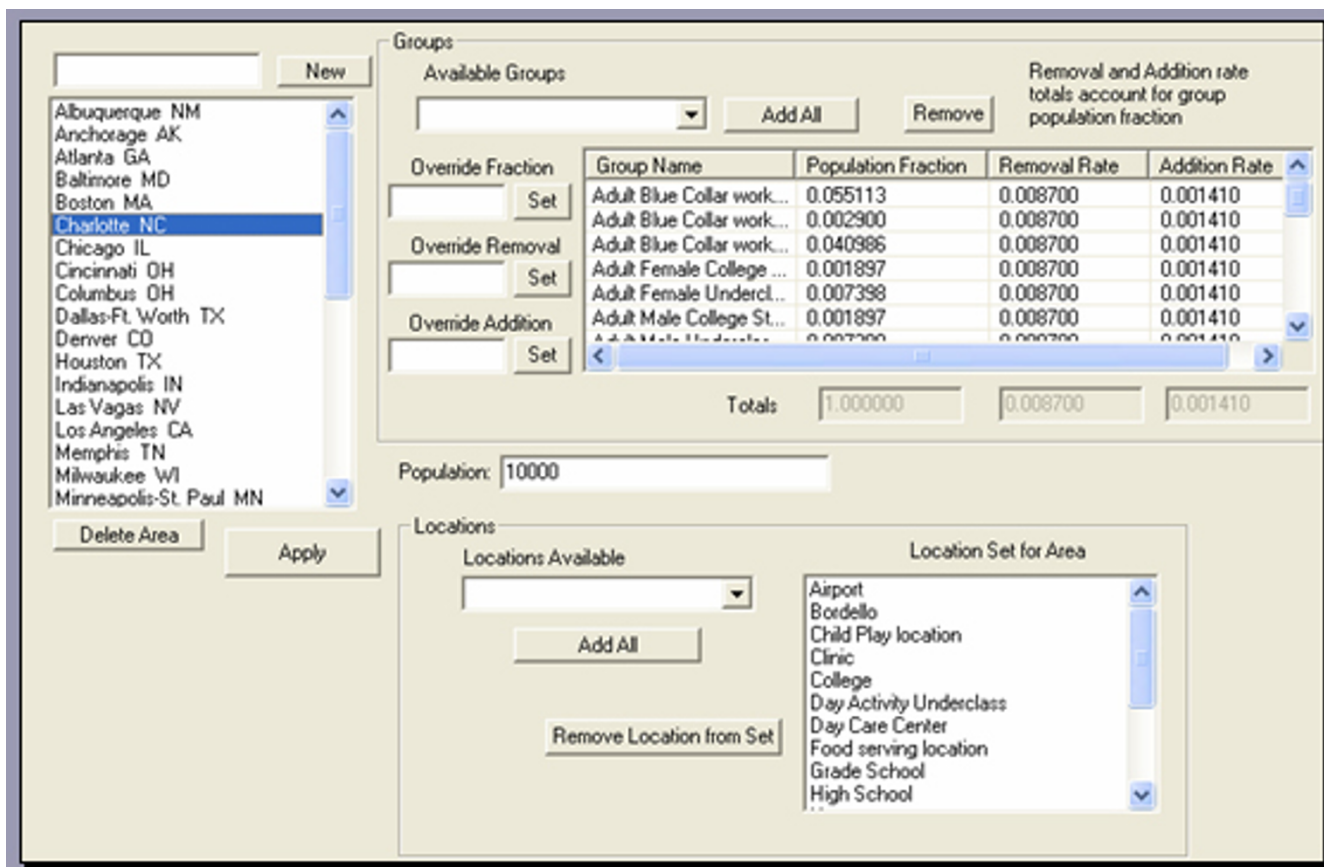 New
Albuquerque NM
Anchorage AK
Atlanta GA
Baltimore MD
Boston MA
Charlotte NC
Chicago IL
Cincinnati OH
Columbus OH
Dallas-Ft. Worth TX
Denver CO
Houston TX
Indianapolis IN
Las Vagas NV
Los Angeles CA
Memphis TN
Milwaukee WI
Minneapolis-St. Paul MN
Delete Area
Apply
Groups
Available Groups
Add All
Remove
Removal and Addition rate
totals account for group
population fraction
Override Fraction
Set
Override Removal
Set
Override Addition
Set
Group Name Population Fraction Removal Rate Addition Rate
Adult Blue Collar work... 0.055113 0.008700 0.001410
Adult Blue Collar work... 0.002900 0.008700 0.001410
Adult Blue Collar work... 0.040986 0.008700 0.001410
Adult Female College ... 0.001897 0.008700 0.001410
Adult Female Undercl... 0.007398 0.008700 0.001410
Adult Male College St... 0.001897 0.008700 0.001410
Totals 1.000000 0.008700 0.001410
Population: 10000
Locations
Locations Available
Add All
Remove Location from Set
Location Set for Area
Airport
Bordello
Child Play location
Clinic
College
Day Activity Underclass
Day Care Center
Food serving location
Grade School
High School